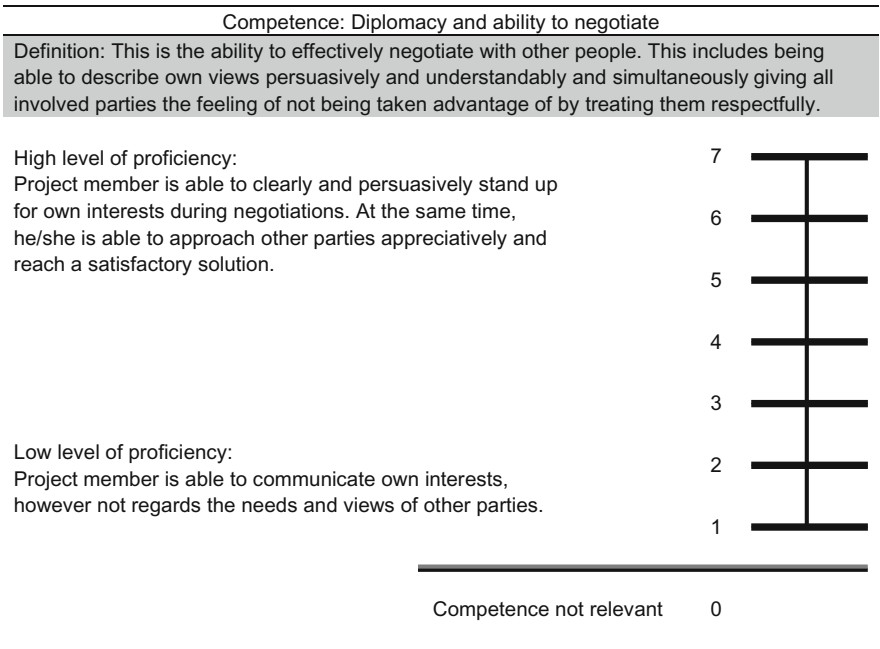 Competence: Diplomacy and ability to negotiate
Definition: This is the ability to effectively negotiate with other people. This includes being
able to describe own views persuasively and understandably and simultaneously giving all
involved parties the feeling of not being taken advantage of by treating them respectfully.
High level of proficiency:
Project member is able to clearly and persuasively stand up
for own interests during negotiations. At the same time,
he/she is able to approach other parties appreciatively and
reach a satisfactory solution.
7
6
5
4
3
Low level of proficiency:
Project member is able to communicate own interests,
however not regards the needs and views of other parties.
2
1
Competence not relevant 0